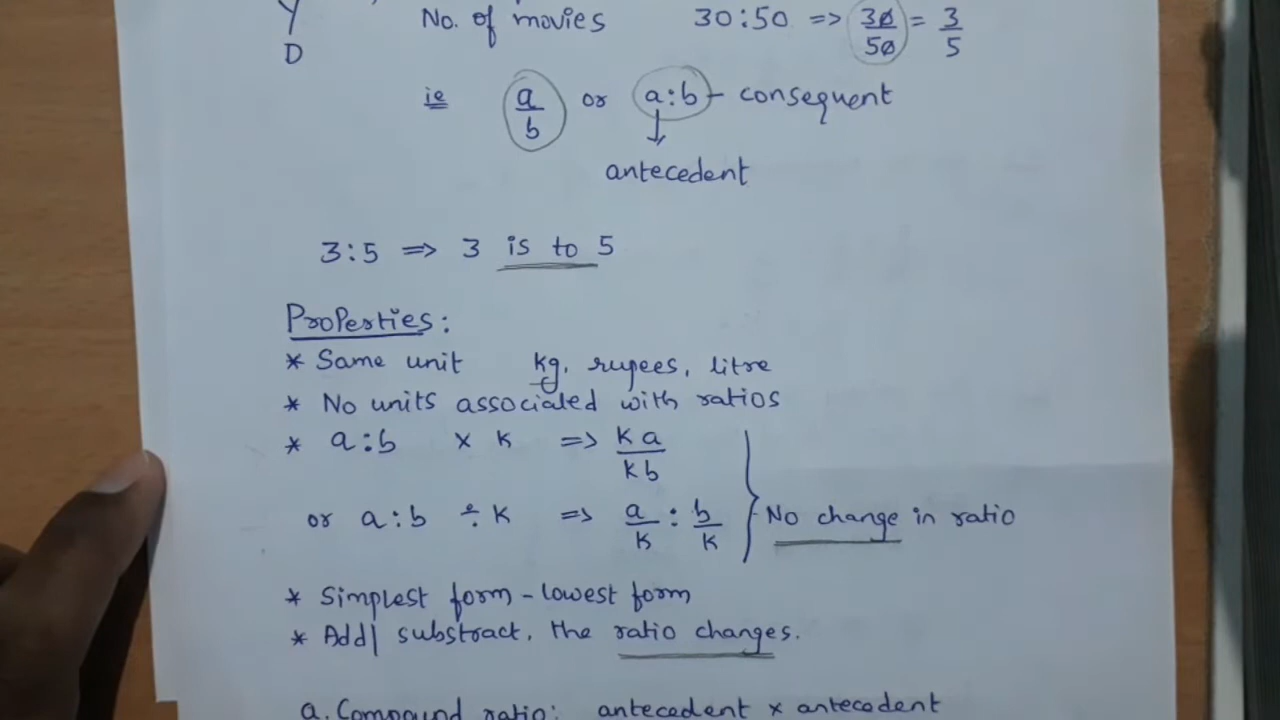 Y
D
No. of movies 30:50 => 30/50 = 3/5
ie a/b or a:b - consequent
antecedent
3:5 => 3 is to 5
Properties:
* Same unit kg, rupees, litre
* No units associated with ratios
* a:b x k => ka/kb
or a:b ÷ k => a/k : b/k } No change in ratio
* Simplest form - lowest form
* Add| substract, the ratio changes.
a. Compound ratio: antecedent x antecedent